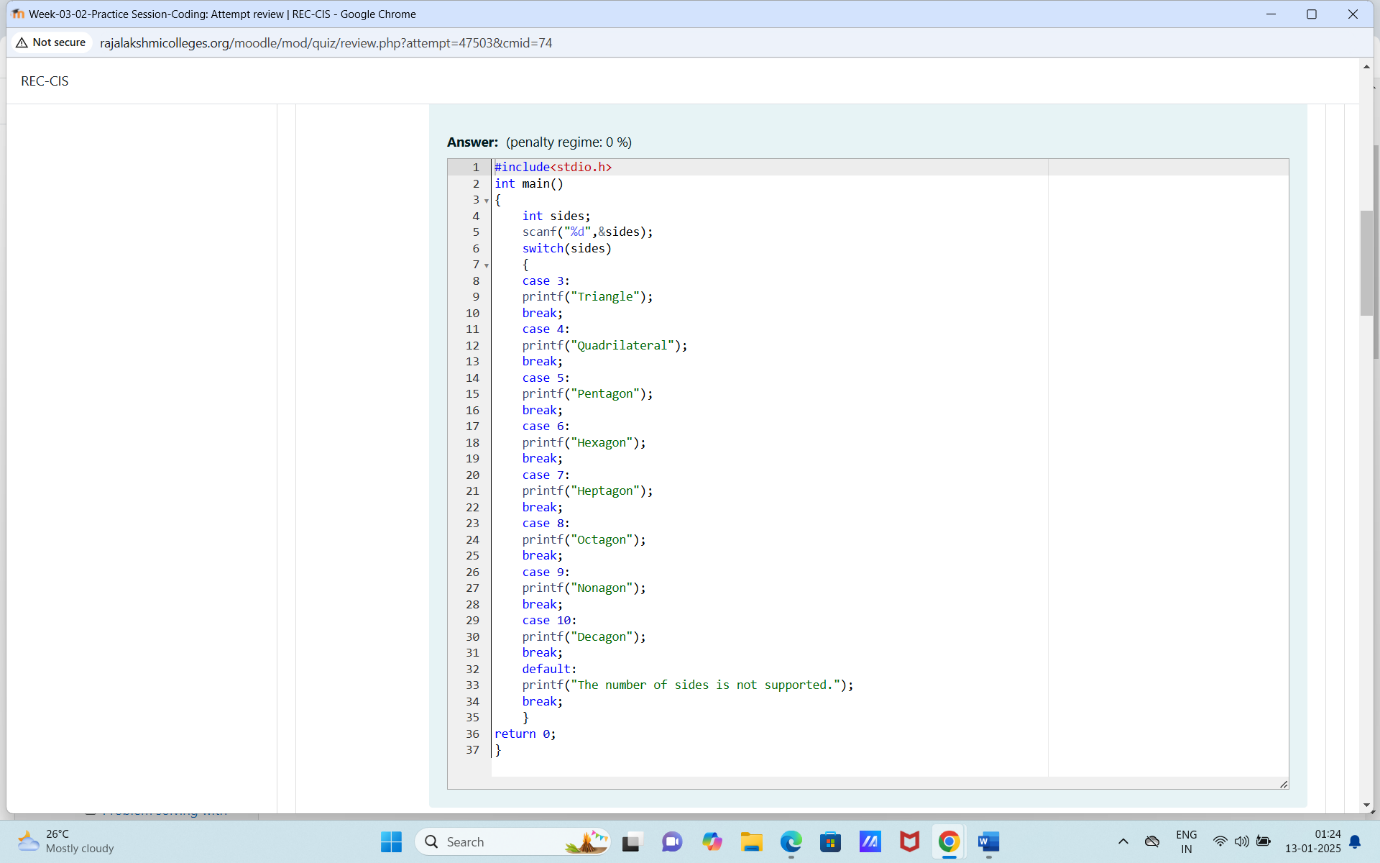 Week-03-02-Practice Session-Coding: Attempt review | REC-CIS - Google Chrome
Not secure rajalakshmicolleges.org/moodle/mod/quiz/review.php?attempt=47503&cmid=74
REC-CIS
Answer: (penalty regime: 0 %)
1 #include<stdio.h>
2 int main()
3 {
4 int sides;
5 scanf("%d",&sides);
6 switch(sides)
7 {
8 case 3:
9 printf("Triangle");
10 break;
11 case 4:
12 printf("Quadrilateral");
13 break;
14 case 5:
15 printf("Pentagon");
16 break;
17 case 6:
18 printf("Hexagon");
19 break;
20 case 7:
21 printf("Heptagon");
22 break;
23 case 8:
24 printf("Octagon");
25 break;
26 case 9:
27 printf("Nonagon");
28 break;
29 case 10:
30 printf("Decagon");
31 break;
32 default:
33 printf("The number of sides is not supported.");
34 break;
35 }
36 return 0;
37 }
26°C
Mostly cloudy
Search
ENG
IN
01:24
13-01-2025